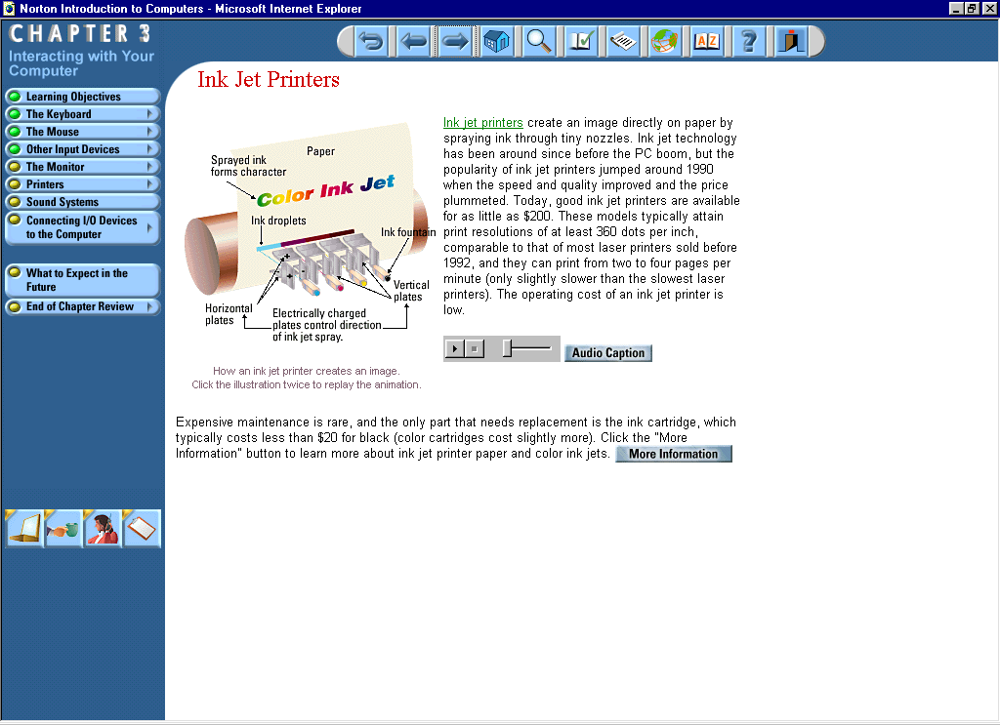 Norton Introduction to Computers - Microsoft Internet Explorer
CHAPTER 3
Interacting with Your
Computer
Learning Objectives
The Keyboard
The Mouse
Other Input Devices
The Monitor
Printers
Sound Systems
Connecting I/O Devices
to the Computer
What to Expect in the
Future
End of Chapter Review
A Z
?
Ink Jet Printers
Paper
Sprayed ink
forms character
Color Ink Jet
Ink droplets
Ink fountain
Vertical
plates
Horizontal
plates
Electrically charged
plates control direction
of ink jet spray.
How an ink jet printer creates an image.
Click the illustration twice to replay the animation.
Ink jet printers create an image directly on paper by
spraying ink through tiny nozzles. Ink jet technology
has been around since before the PC boom, but the
popularity of ink jet printers jumped around 1990
when the speed and quality improved and the price
plummeted. Today, good ink jet printers are available
for as little as $200. These models typically attain
print resolutions of at least 360 dots per inch,
comparable to that of most laser printers sold before
1992, and they can print from two to four pages per
minute (only slightly slower than the slowest laser
printers). The operating cost of an ink jet printer is
low.
Audio Caption
Expensive maintenance is rare, and the only part that needs replacement is the ink cartridge, which
typically costs less than $20 for black (color cartridges cost slightly more). Click the "More
Information" button to learn more about ink jet printer paper and color ink jets. More Information